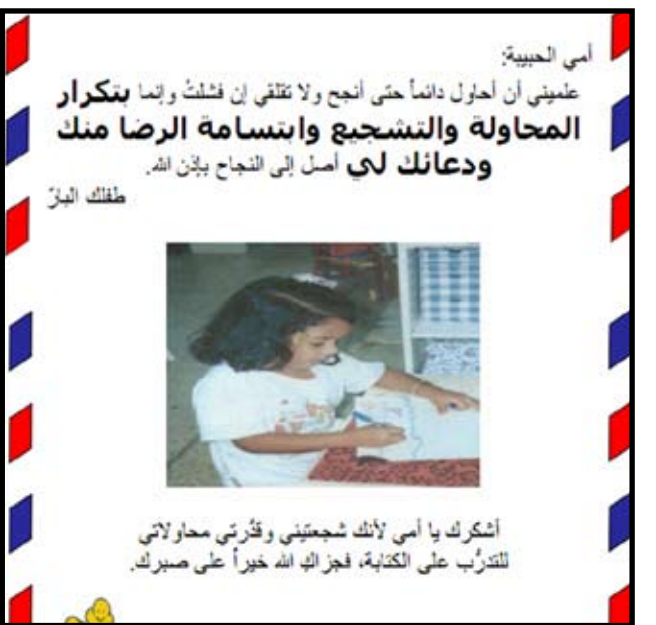 أمي الحبيبة:
علميني أن أحاول دائماً حتى أنجح ولا تقلقي إن فشلتُ وإنما بتكرار
المحاولة والتشجيع وابتسامة الرضا منك
ودعائك لي أصل إلى النجاح بإذن الله.
طفلك البارّ
أشكرك يا أمي لأنك شجعتيني وقدَّرتي محاولاتي
للتدرُّب على الكتابة، فجزاكِ الله خيراً على صبرك.